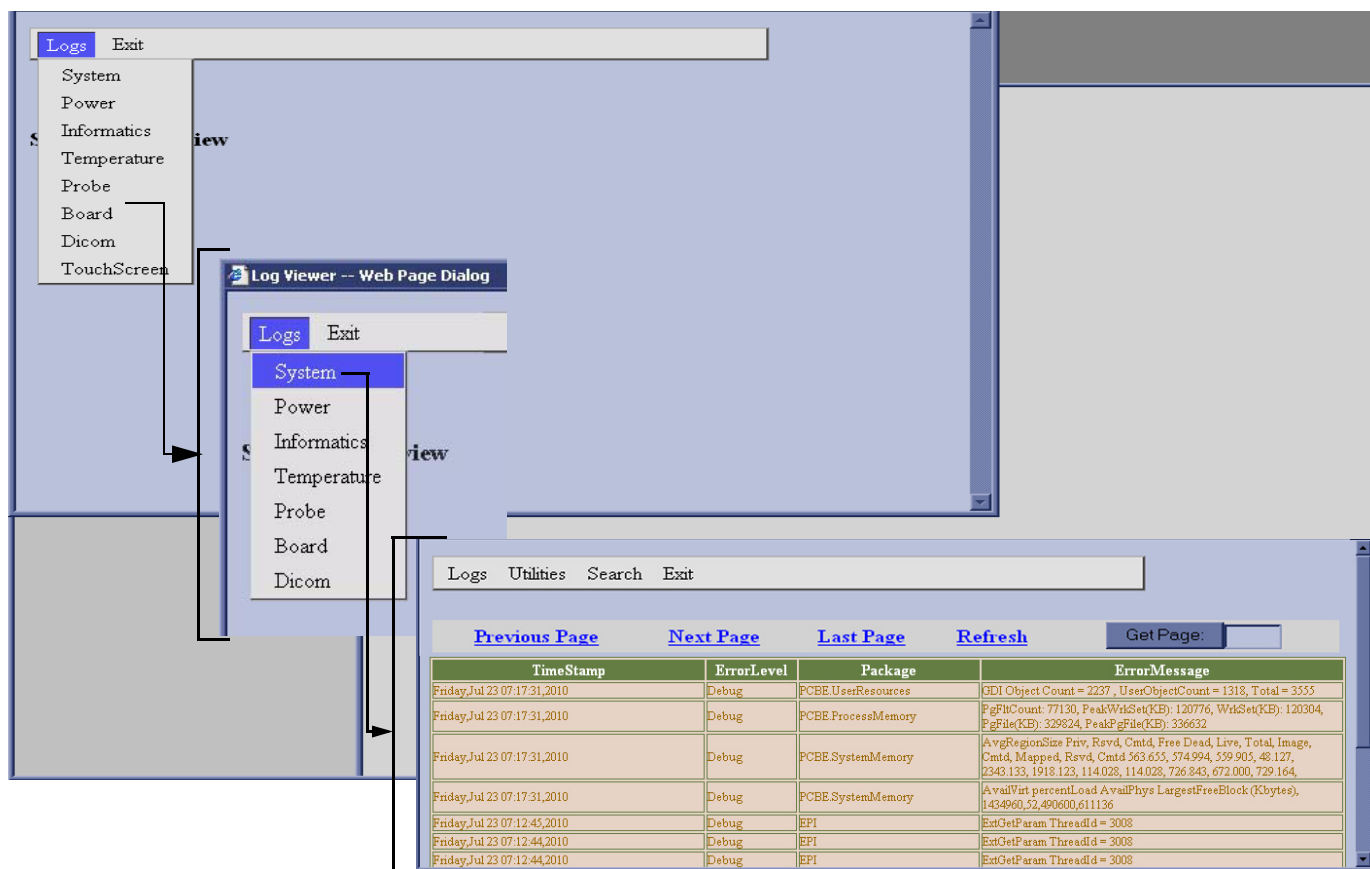 Logs Exit
System
Power
Informatics
Temperature
Probe
Board
Dicom
TouchScreen
S
iew
Log Viewer -- Web Page Dialog
Logs Exit
System
Power
Informatics
Temperature
Probe
Board
Dicom
S
view
Logs Utilities Search Exit
Previous Page Next Page Last Page Refresh Get Page:
TimeStamp ErrorLevel Package ErrorMessage
Friday,Jul 23 07:17:31,2010 Debug PCBE.UserResources GDI Object Count = 2237 , UserObjectCount = 1318, Total = 3555
Friday,Jul 23 07:17:31,2010 Debug PCBE.ProcessMemory PgFltCount: 77130, PeakWrkSet(KB): 120776, WrkSet(KB): 120304,
PgFile(KB): 329824, PeakPgFile(KB): 336632
Friday,Jul 23 07:17:31,2010 Debug PCBE.SystemMemory AvgRegionSize Priv, Rsvd, Cmtd, Free Dead, Live, Total, Image,
Cmtd, Mapped, Rsvd, Cmtd 563.655, 574.994, 559.905, 48.127,
2343.133, 1918.123, 114.028, 114.028, 726.843, 672.000, 729.164,
Friday,Jul 23 07:17:31,2010 Debug PCBE.SystemMemory AvailVirt percentLoad AvailPhys LargestFreeBlock (Kbytes),
1434960,52,490600,611136
Friday,Jul 23 07:12:45,2010 Debug EPI ExtGetParam ThreadId = 3008
Friday,Jul 23 07:12:44,2010 Debug EPI ExtGetParam ThreadId = 3008
Friday,Jul 23 07:12:44,2010 Debug EPI ExtGetParam ThreadId = 3008